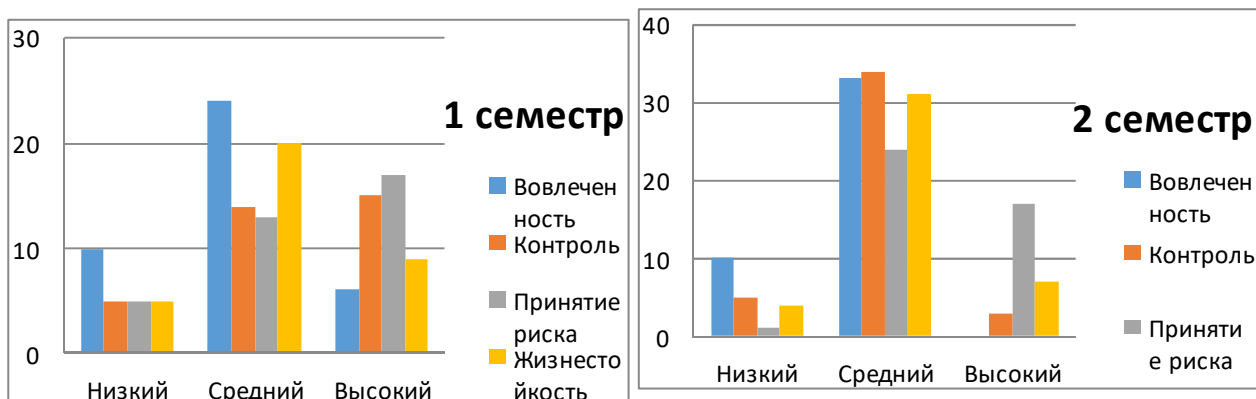 30
20
10
0
Низкий Средний Высокий
1 семестр
Вовлечен
ность
Контроль
Принятие
риска
Жизнесто
йкость
40
30
20
10
0
Низкий Средний Высокий
2 семестр
Вовлечен
ность
Контроль
Приняти
е риска